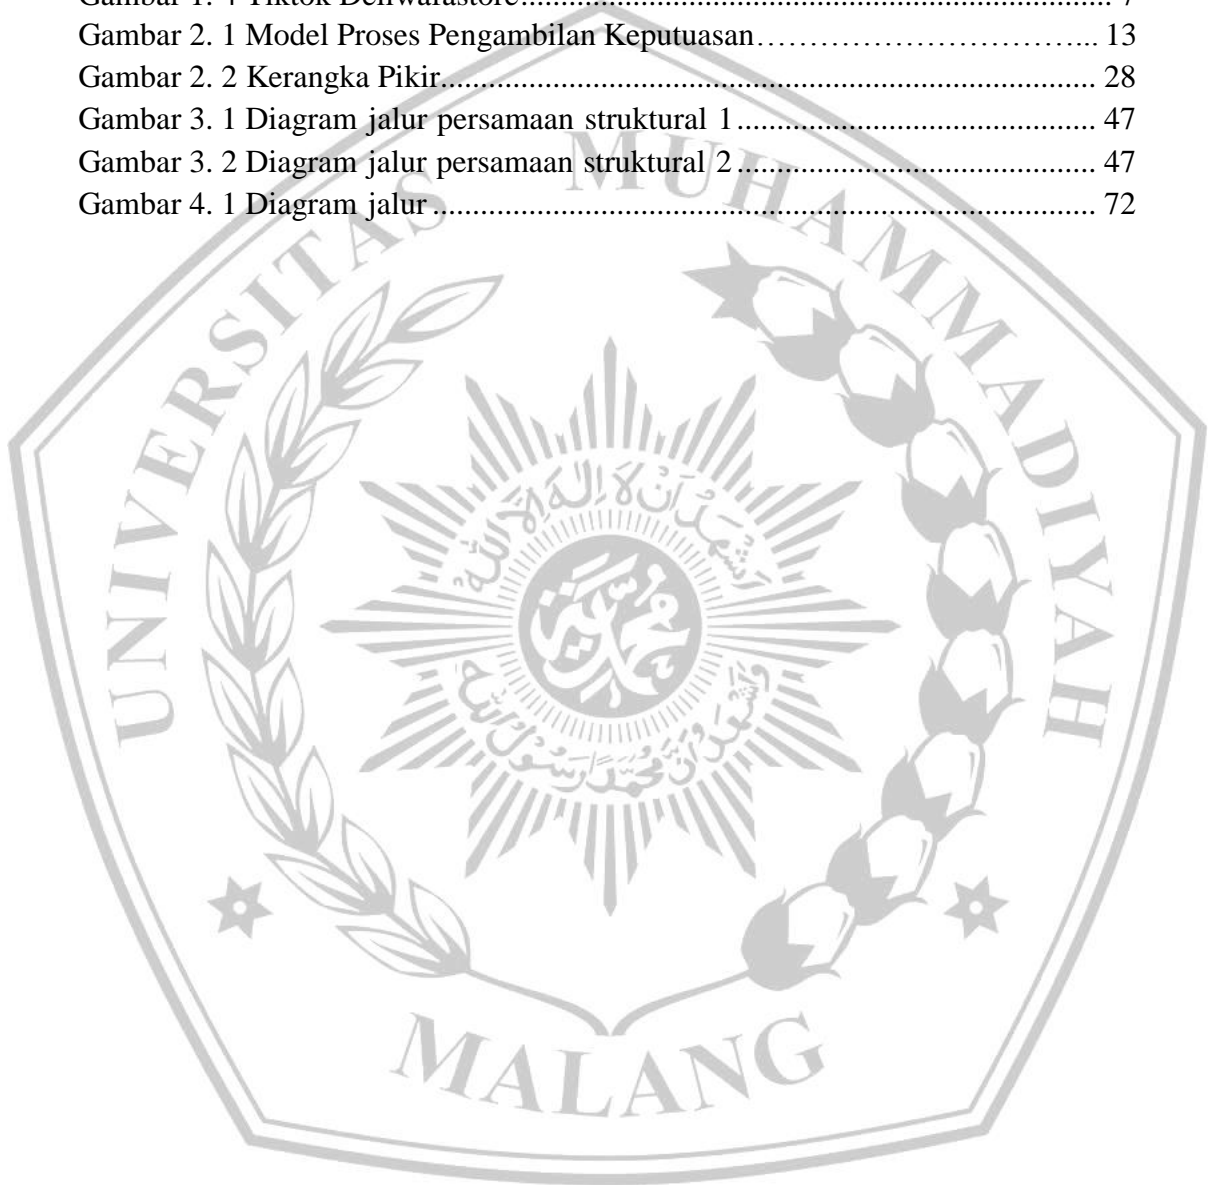 Gambar 2. 1 Model Proses Pengambilan Keputuasan................................ 13
Gambar 2. 2 Kerangka Pikir.................................................................................. 28
Gambar 3. 1 Diagram jalur persamaan struktural 1............................................. 47
Gambar 3. 2 Diagram jalur persamaan struktural 2............................................. 47
Gambar 4. 1 Diagram jalur................................................................................... 72
UNIVERSITAS MUHAMMADIYAH
MALANG